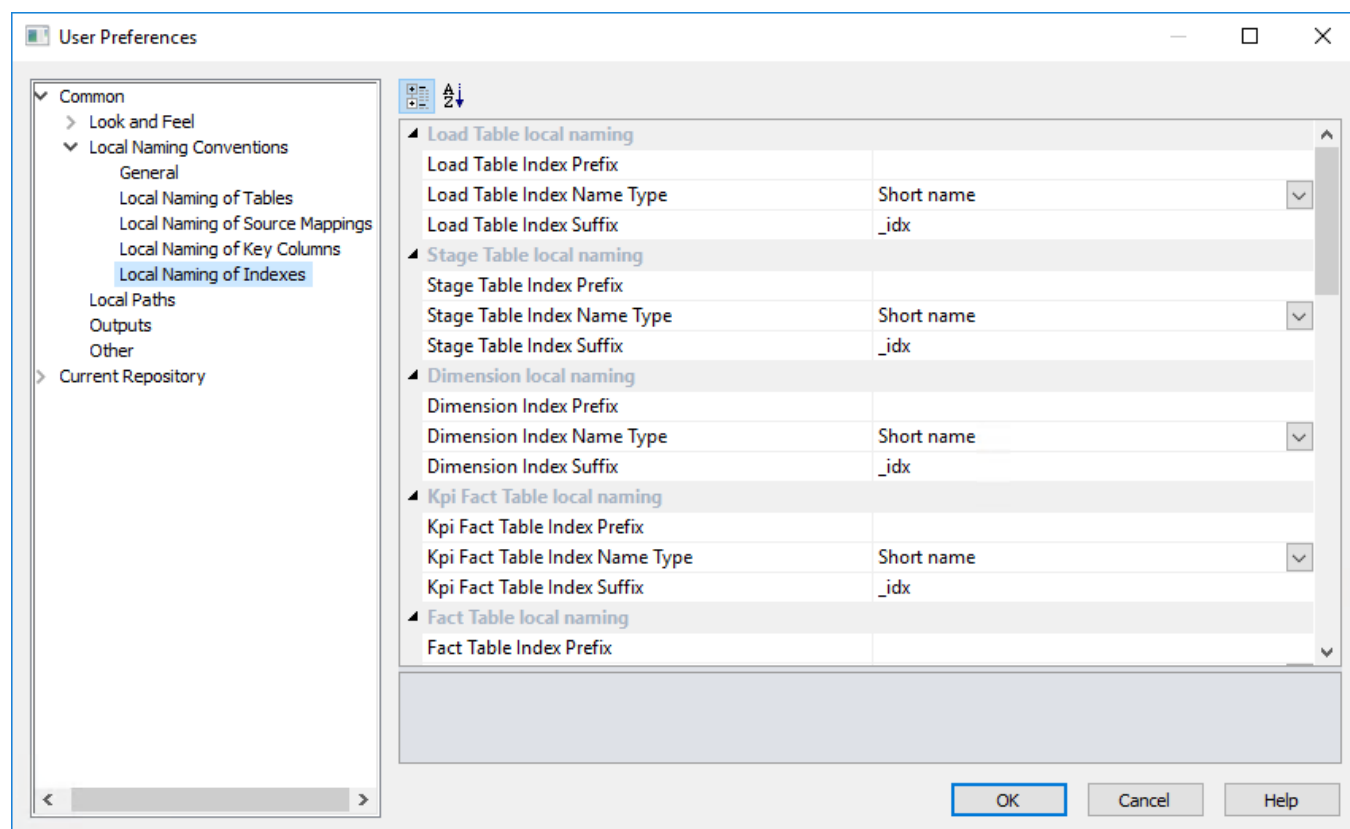 User Preferences
Common
Look and Feel
Local Naming Conventions
General
Local Naming of Tables
Local Naming of Source Mappings
Local Naming of Key Columns
Local Naming of Indexes
Local Paths
Outputs
Other
Current Repository
A
Z
Load Table local naming
Load Table Index Prefix
Load Table Index Name Type Short name
Load Table Index Suffix _idx
Stage Table local naming
Stage Table Index Prefix
Stage Table Index Name Type Short name
Stage Table Index Suffix _idx
Dimension local naming
Dimension Index Prefix
Dimension Index Name Type Short name
Dimension Index Suffix _idx
Kpi Fact Table local naming
Kpi Fact Table Index Prefix
Kpi Fact Table Index Name Type Short name
Kpi Fact Table Index Suffix _idx
Fact Table local naming
Fact Table Index Prefix
OK Cancel Help